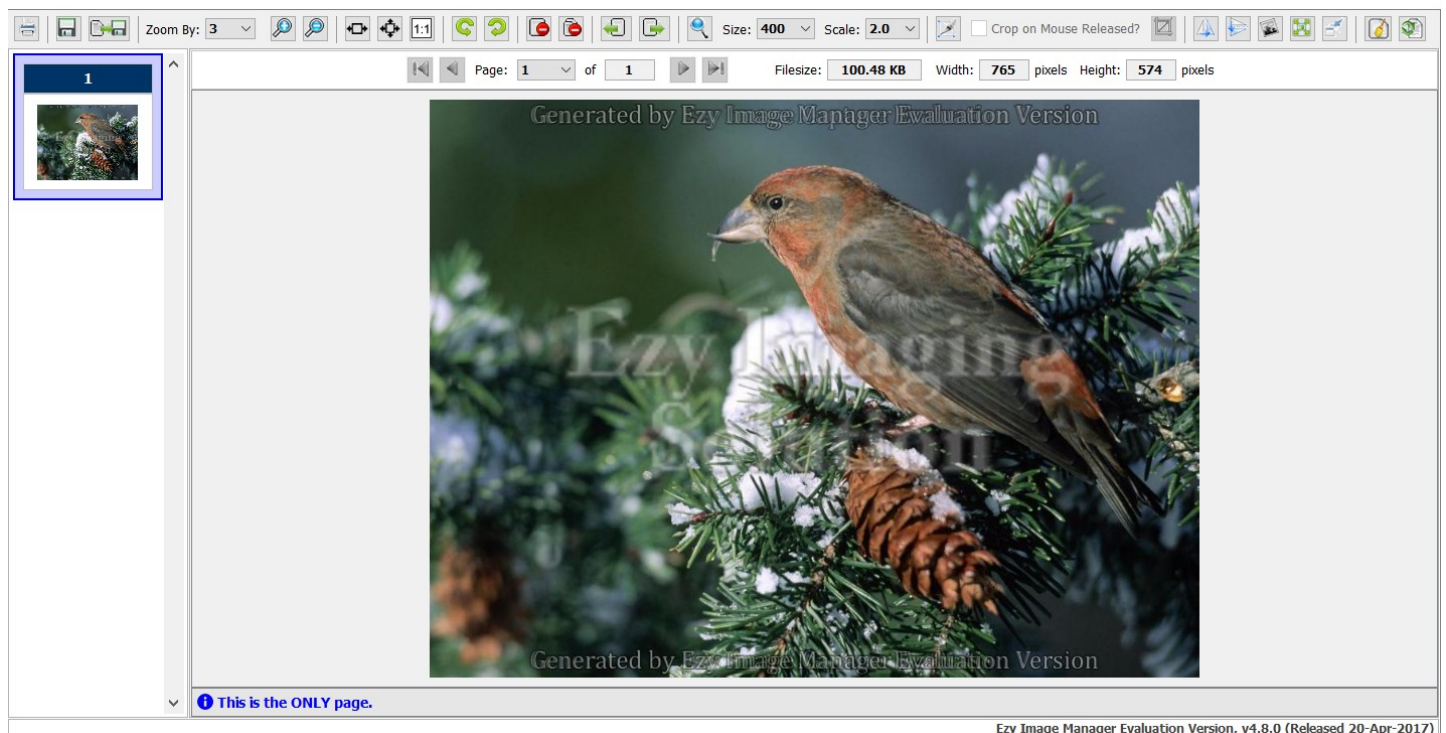 Zoom By: 3 1:1 Size: 400 Scale: 2.0 Crop on Mouse Released?
1
Page: 1 of 1 Filesize: 100.48 KB Width: 765 pixels Height: 574 pixels
Generated by Ezy Image Manager Evaluation Version
Ezy Imaging
Solution
Generated by Ezy Image Manager Evaluation Version
This is the ONLY page.
Ezy Image Manager Evaluation Version, v4.8.0 (Released 20-Apr-2017)